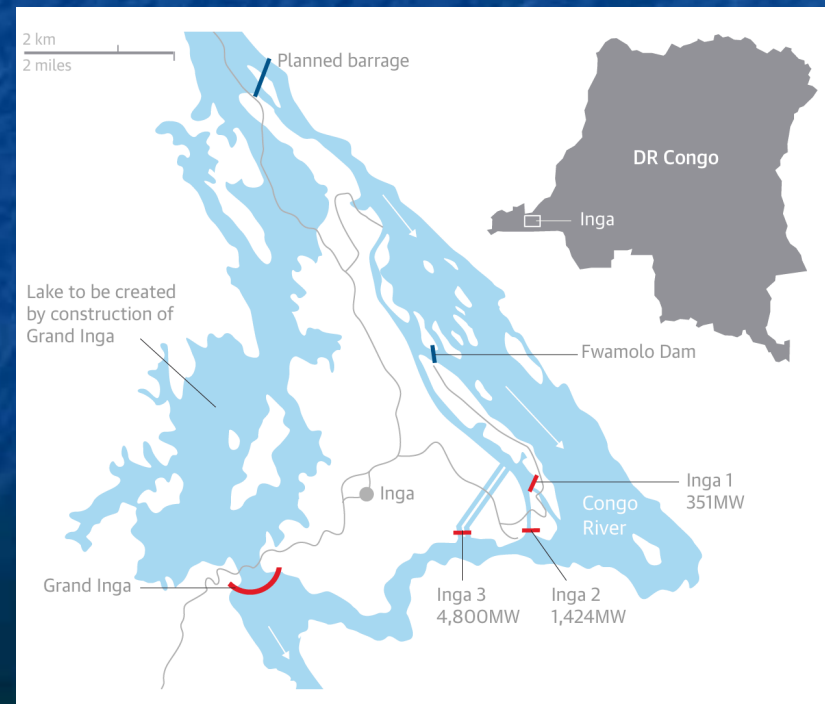 2 km
2 miles
Planned barrage
DR Congo
Inga
Lake to be created
by construction of
Grand Inga
Fwamolo Dam
Inga 1
351MW
Inga
Congo
River
Grand Inga
Inga 3
4,800MW
Inga 2
1,424MW